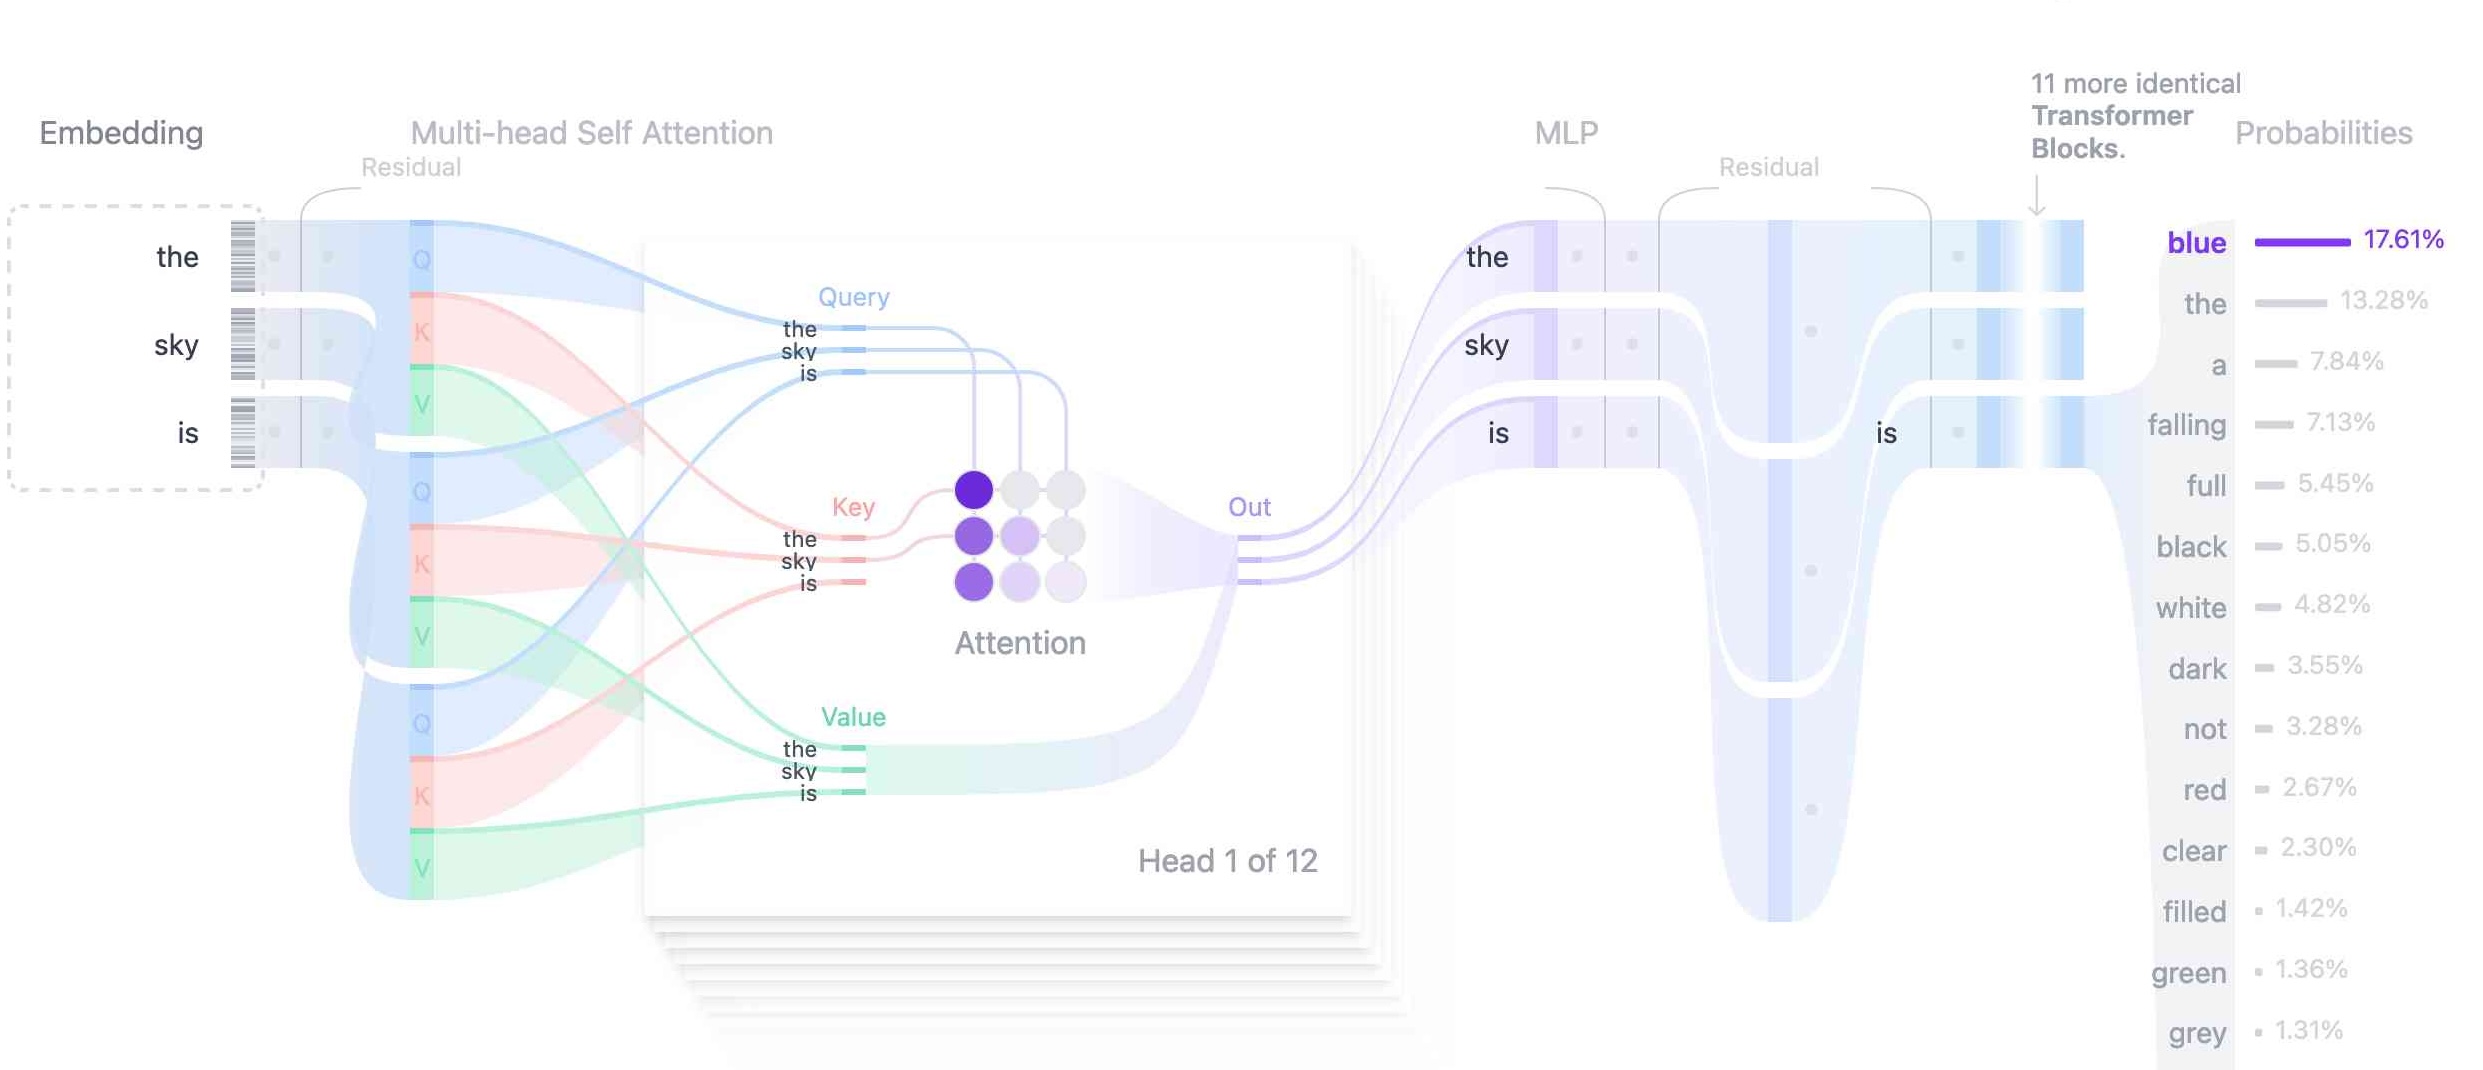 Embedding
Multi-head Self Attention
Residual
MLP
Residual
11 more identical
Transformer
Blocks.
Probabilities
the
sky
is
Q
K
V
Q
K
V
Q
K
V
Query
the
sky
is
Key
the
sky
is
Attention
Value
the
sky
is
Out
Head 1 of 12
the
sky
is
is
blue 17.61%
the 13.28%
a 7.84%
falling 7.13%
full 5.45%
black 5.05%
white 4.82%
dark 3.55%
not 3.28%
red 2.67%
clear 2.30%
filled 1.42%
green 1.36%
grey 1.31%